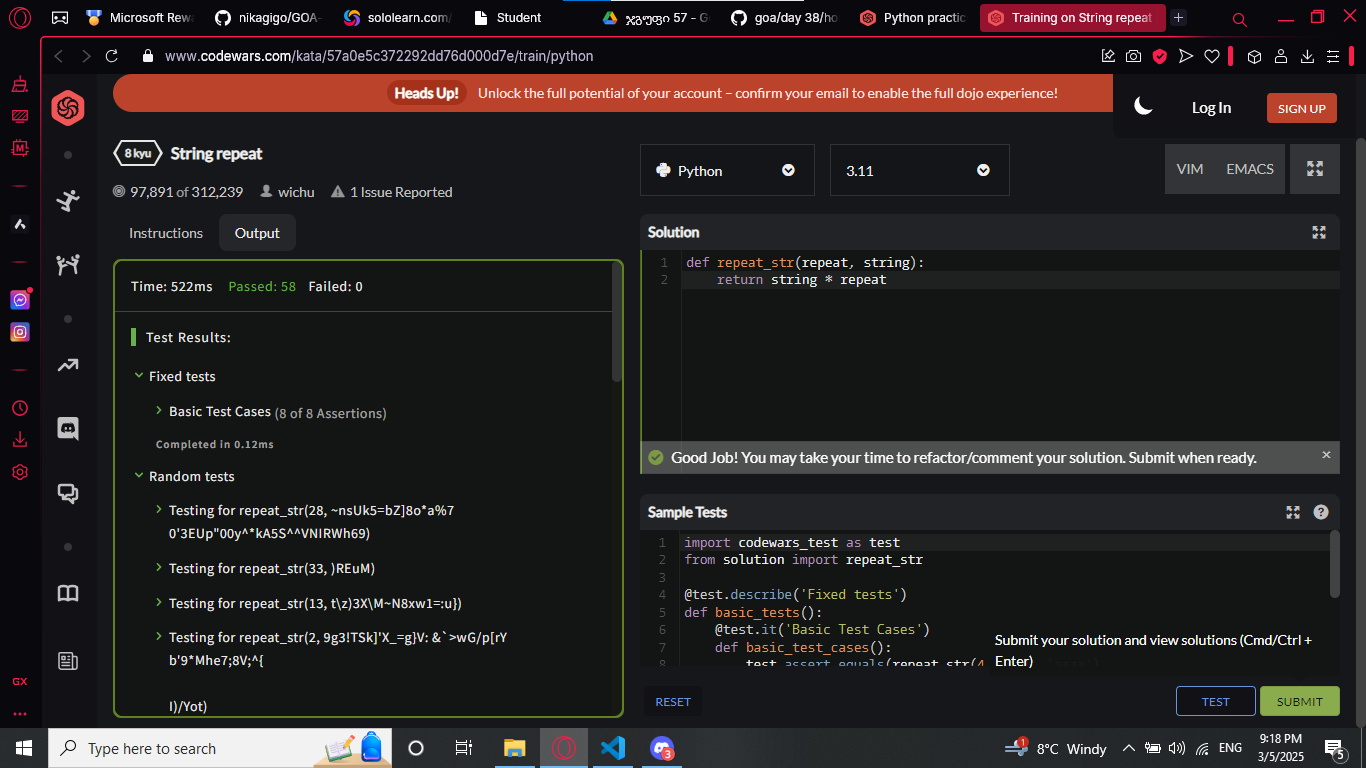 Microsoft Rew
nikagigo/GOA-
sololearn.com/
Student
ჯგუფი 57 - G
goa/day 38/ho
Python practic
Training on String repeat
www.codewars.com/kata/57a0e5c372292dd76d000d7e/train/python
Heads Up! Unlock the full potential of your account – confirm your email to enable the full dojo experience!
Log In
SIGN UP
8 kyu String repeat
97,891 of 312,239 wichu 1 Issue Reported
Python
3.11
VIM EMACS
Instructions Output
Time: 522ms Passed: 58 Failed: 0
Test Results:
Fixed tests
Basic Test Cases (8 of 8 Assertions)
Completed in 0.12ms
Random tests
Testing for repeat_str(28, ~nsUk5=bZ]8o*a%7
0'3EUp"00y^*kA5S^^VNIRWh69)
Testing for repeat_str(33, )REuM)
Testing for repeat_str(13, t\z)3X\M~N8xw1=:u})
Testing for repeat_str(2, 9g3!TSk]'X_=g}V: &`>wG/p[rY
b'9*Mhe7;8V;^{
I)/Yot)
Solution
1 def repeat_str(repeat, string):
2 return string * repeat
Good Job! You may take your time to refactor/comment your solution. Submit when ready.
Sample Tests
1 import codewars_test as test
2 from solution import repeat_str
3
4 @test.describe('Fixed tests')
5 def basic_tests():
6 @test.it('Basic Test Cases')
7 def basic_test_cases():
8 test.assert_equals(repeat_str(4
Submit your solution and view solutions (Cmd/Ctrl +
Enter)
RESET
TEST
SUBMIT
GX
Type here to search
3
1
8°C Windy
ENG
9:18 PM
3/5/2025
5